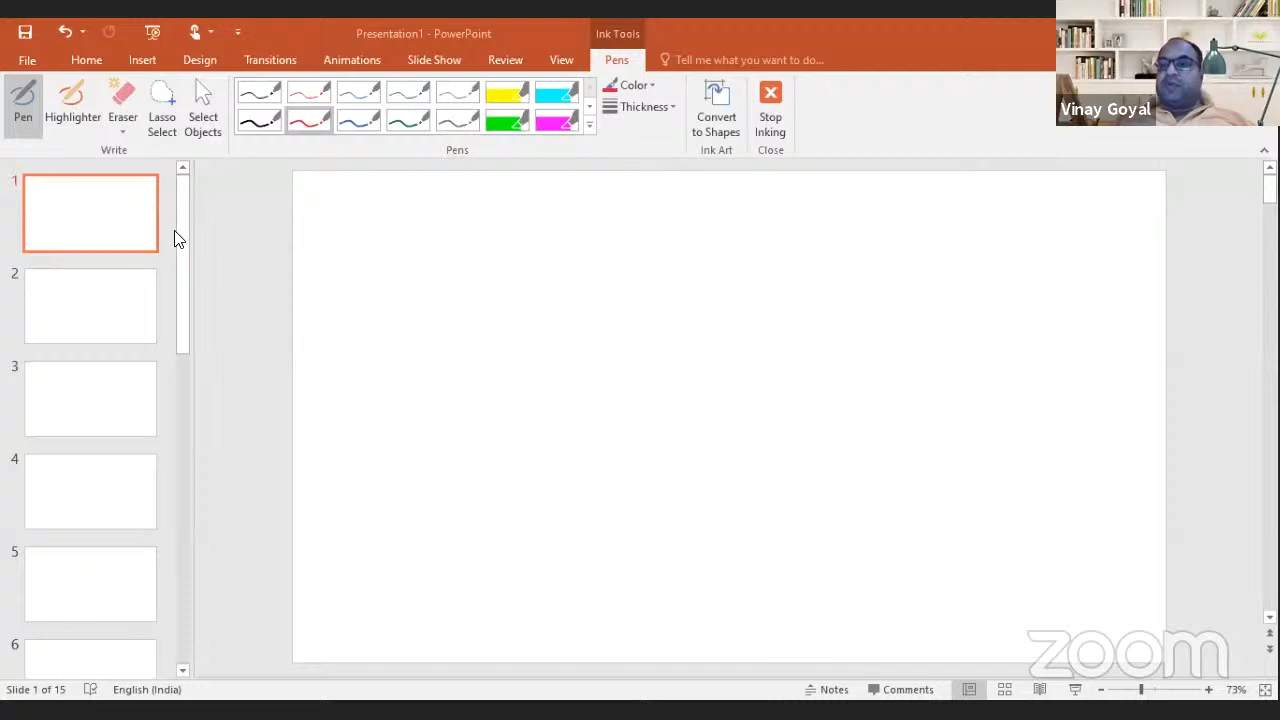 Presentation1 - PowerPoint
Ink Tools
File
Home
Insert
Design
Transitions
Animations
Slide Show
Review
View
Pens
Tell me what you want to do...
Pen
Highlighter
Eraser
Lasso
Select
Select
Objects
Color
Thickness
Convert
to Shapes
Stop
Inking
Write
Pens
Ink Art
Close
Vinay Goyal
1
2
3
4
5
6
zoom
Slide 1 of 15
English (India)
Notes
Comments
73%